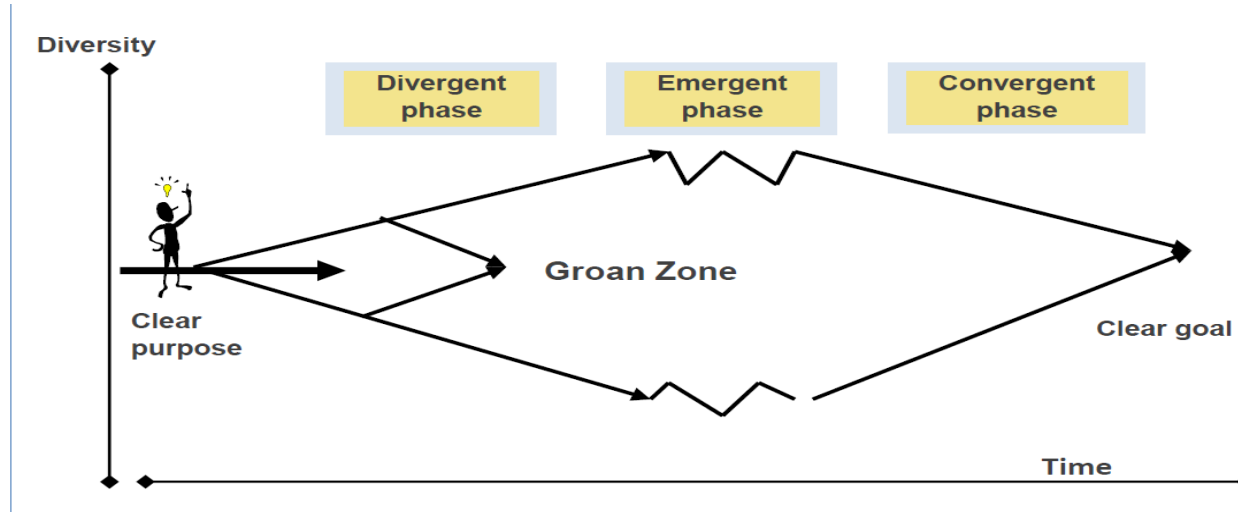 Diversity
Divergent
phase
Emergent
phase
Convergent
phase
Groan Zone
Clear
purpose
Clear goal
Time